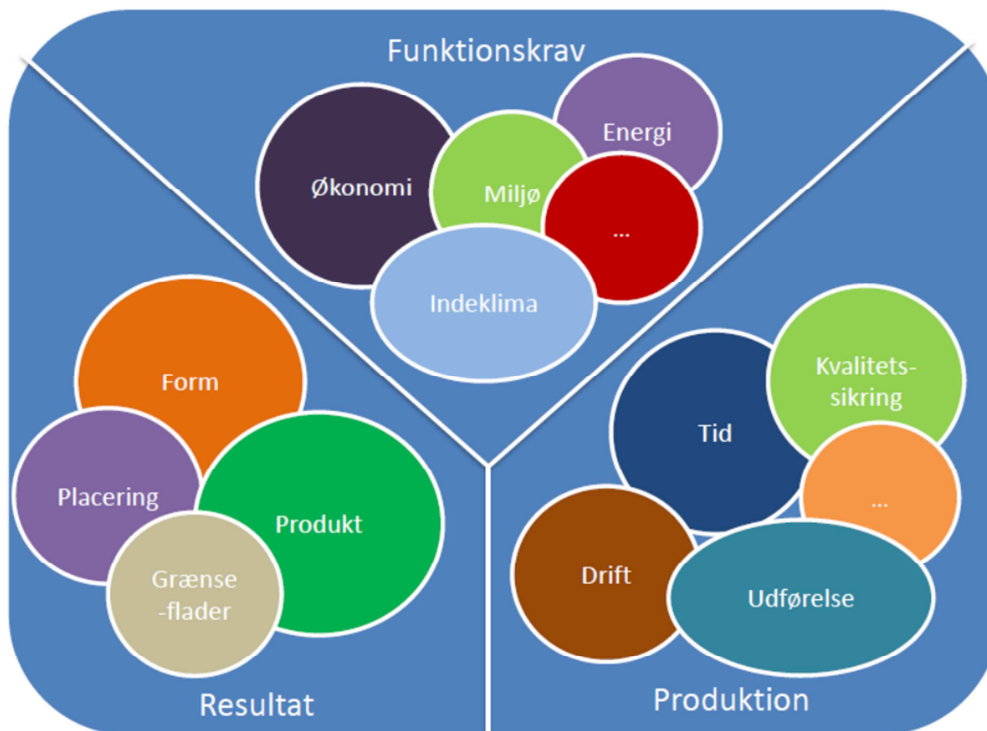 Funktionskrav
Energi
Økonomi
Miljø
...
Indeklima
Form
Placering
Produkt
Grænse
-flader
Resultat
Kvalitets-
sikring
Tid
...
Drift
Udførelse
Produktion